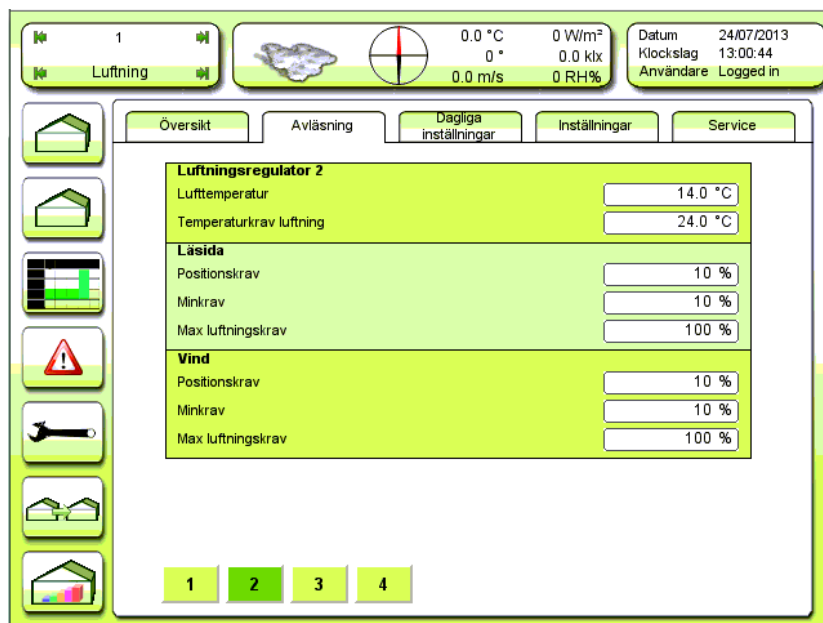 1
Luftning
0.0 °C 0 W/m²
0 ° 0.0 klx
0.0 m/s 0 RH%
Datum 24/07/2013
Klockslag 13:00:44
Användare Logged in
Översikt
Avläsning
Dagliga
inställningar
Inställningar
Service
Luftningsregulator 2
Lufttemperatur 14.0 °C
Temperaturkrav luftning 24.0 °C
Läsida
Positionskrav 10 %
Minkrav 10 %
Max luftningskrav 100 %
Vind
Positionskrav 10 %
Minkrav 10 %
Max luftningskrav 100 %
1 2 3 4